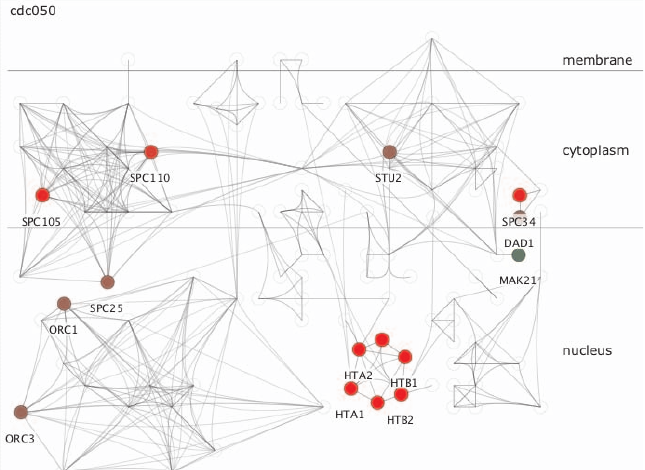 cdc050
membrane
cytoplasm
SPC110
STU2
SPC105
SPC34
DAD1
MAK21
SPC25
ORC1
nucleus
HTA2
HTB1
HTA1
HTB2
ORC3